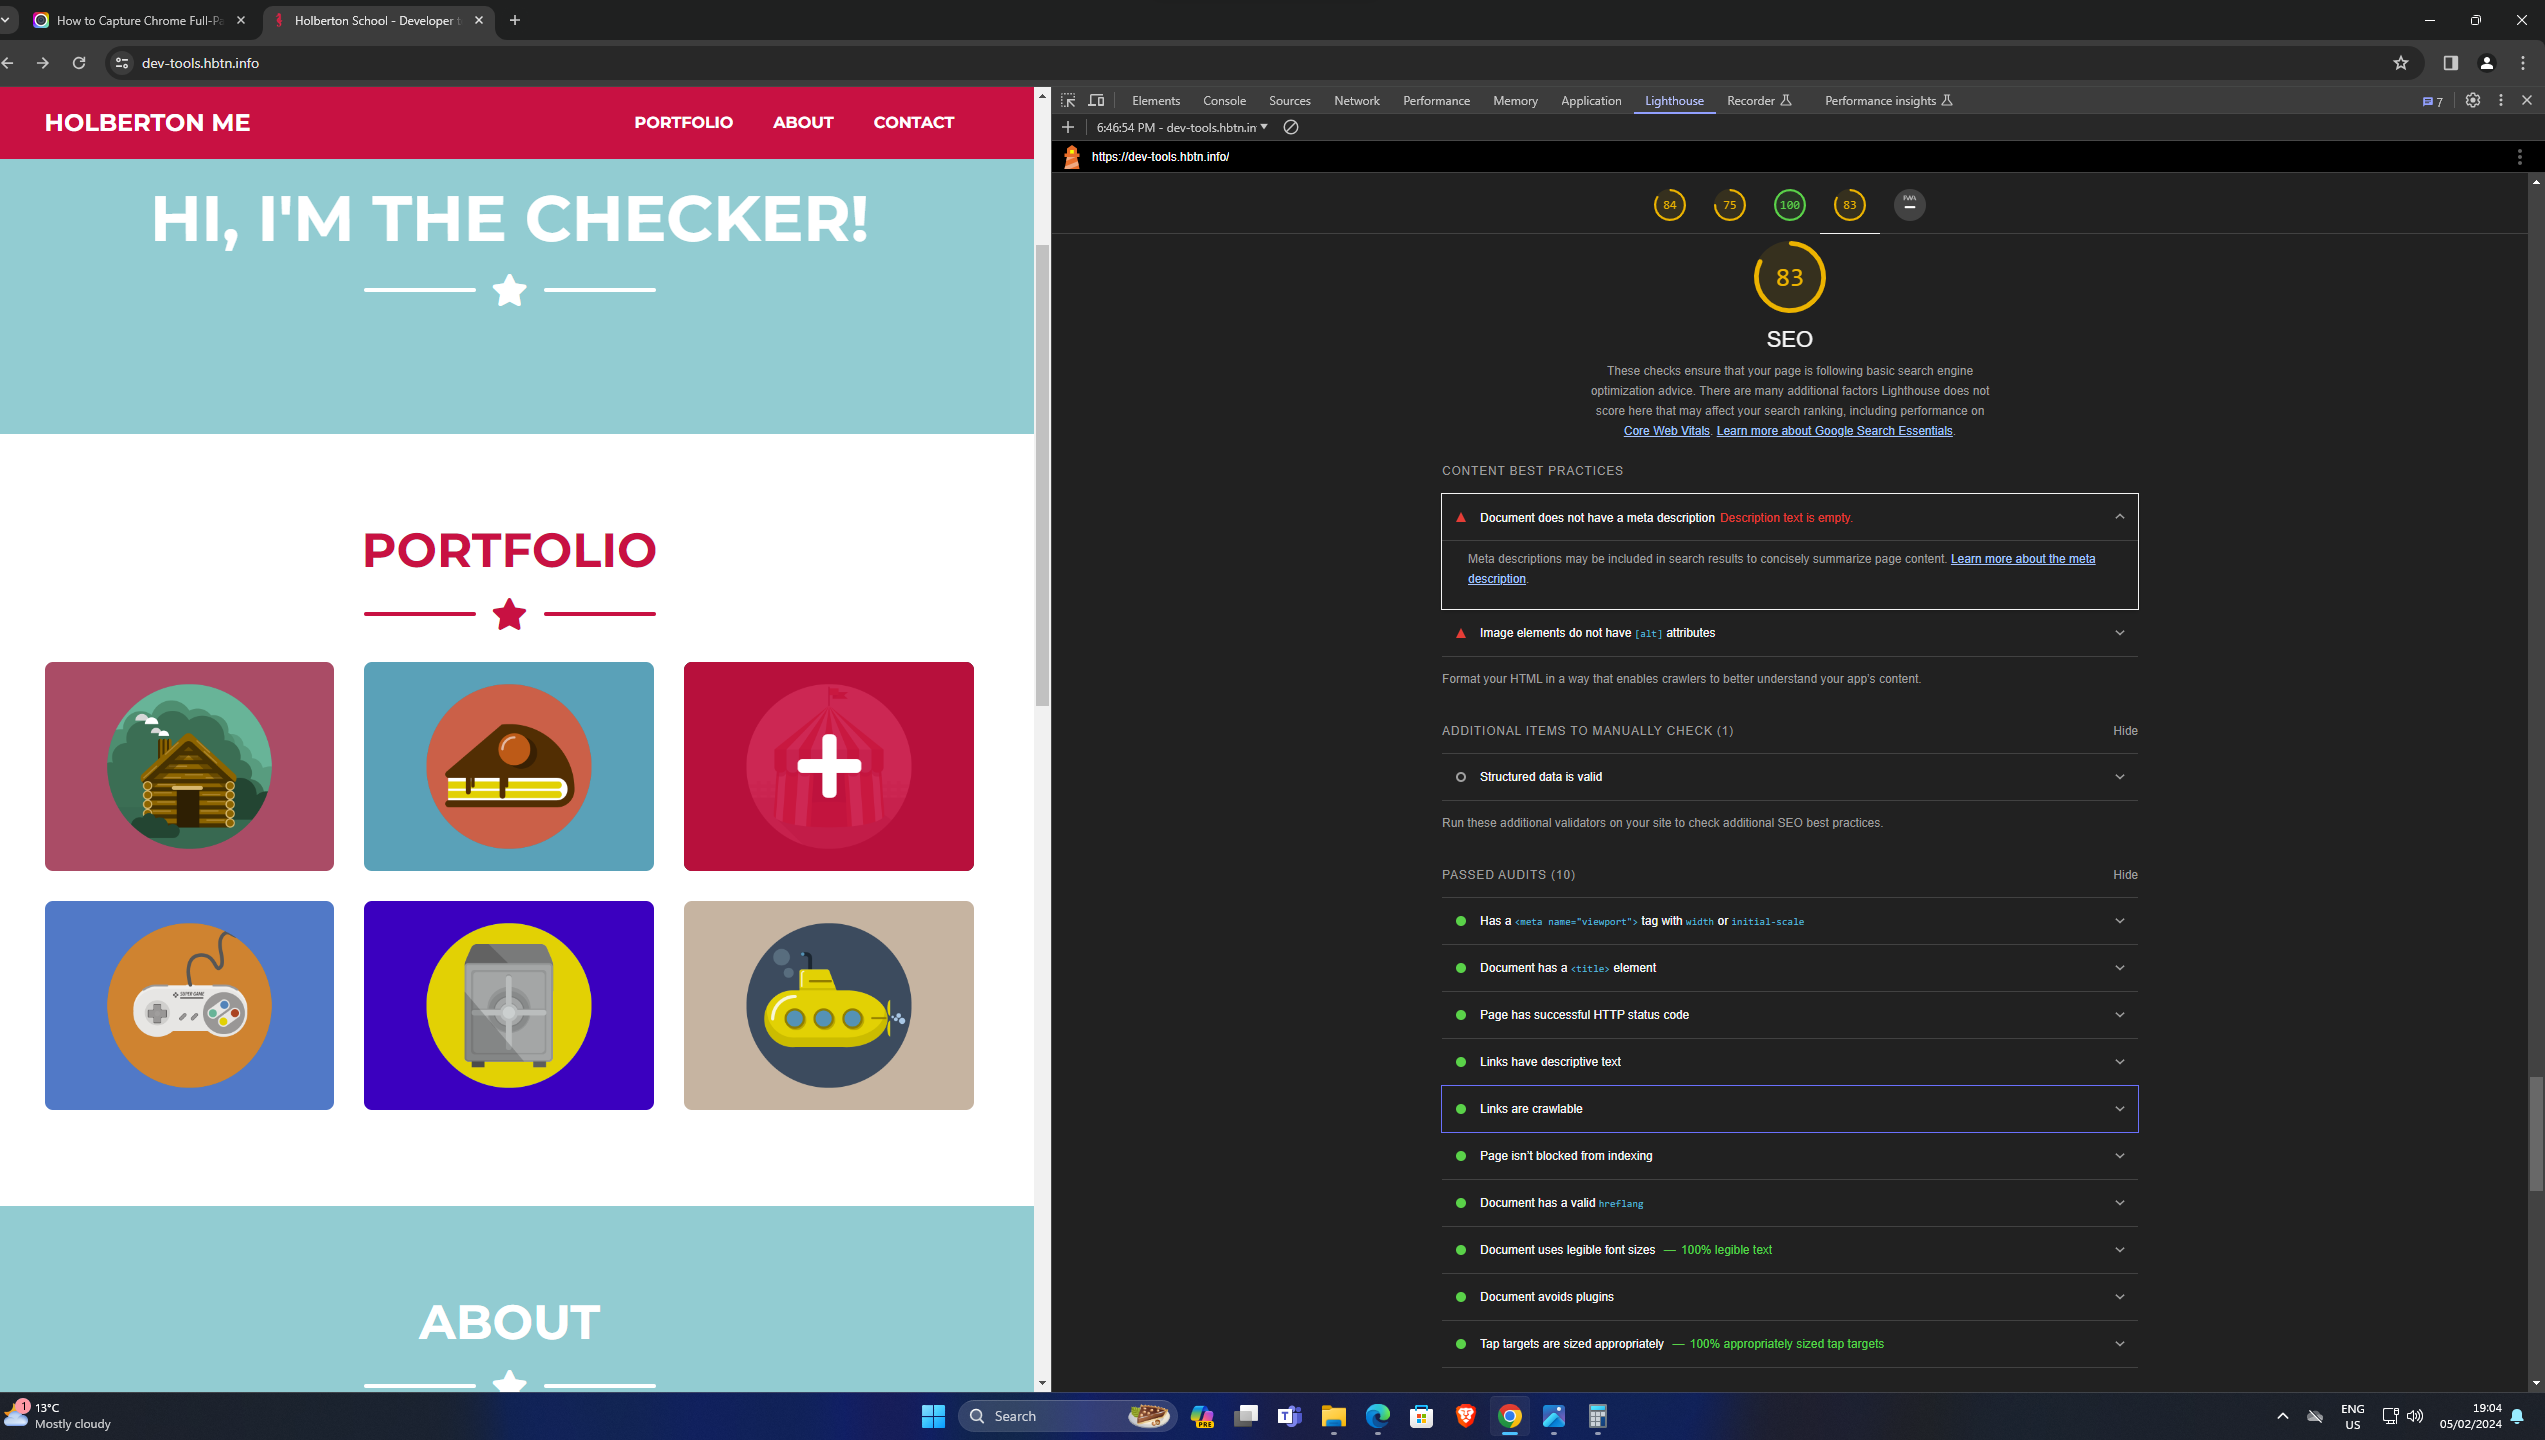 How to Capture Chrome Full-Pa
Holberton School - Developer t
dev-tools.hbtn.info
HOLBERTON ME
PORTFOLIO
ABOUT
CONTACT
HI, I'M THE CHECKER!
PORTFOLIO
ABOUT
Elements
Console
Sources
Network
Performance
Memory
Application
Lighthouse
Recorder
Performance insights
7
6:46:54 PM - dev-tools.hbtn.in
https://dev-tools.hbtn.info/
84
75
100
83
PWA
83
SEO
These checks ensure that your page is following basic search engine
optimization advice. There are many additional factors Lighthouse does not
score here that may affect your search ranking, including performance on
Core Web Vitals. Learn more about Google Search Essentials.
CONTENT BEST PRACTICES
Document does not have a meta description Description text is empty.
Meta descriptions may be included in search results to concisely summarize page content. Learn more about the meta
description.
Image elements do not have [alt] attributes
Format your HTML in a way that enables crawlers to better understand your app's content.
ADDITIONAL ITEMS TO MANUALLY CHECK (1)
Hide
Structured data is valid
Run these additional validators on your site to check additional SEO best practices.
PASSED AUDITS (10)
Hide
Has a <meta name="viewport"> tag with width or initial-scale
Document has a <title> element
Page has successful HTTP status code
Links have descriptive text
Links are crawlable
Page isn't blocked from indexing
Document has a valid hreflang
Document uses legible font sizes — 100% legible text
Document avoids plugins
Tap targets are sized appropriately — 100% appropriately sized tap targets
1
13°C
Mostly cloudy
Search
PRE
ENG
US
19:04
05/02/2024